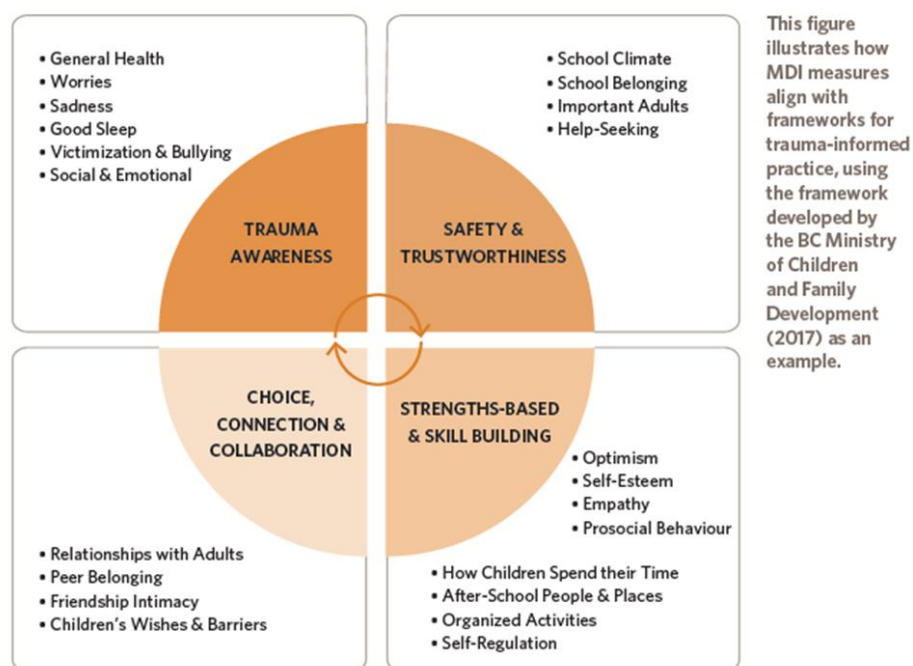 • General Health
• Worries
• Sadness
• Good Sleep
• Victimization & Bullying
• Social & Emotional
TRAUMA
AWARENESS
• School Climate
• School Belonging
• Important Adults
• Help-Seeking
SAFETY &
TRUSTWORTHINESS
CHOICE,
CONNECTION &
COLLABORATION
• Relationships with Adults
• Peer Belonging
• Friendship Intimacy
• Children's Wishes & Barriers
STRENGTHS-BASED
& SKILL BUILDING
• Optimism
• Self-Esteem
• Empathy
• Prosocial Behaviour
• How Children Spend their Time
• After-School People & Places
• Organized Activities
• Self-Regulation
This figure
illustrates how
MDI measures
align with
frameworks for
trauma-informed
practice, using
the framework
developed by
the BC Ministry
of Children
and Family
Development
(2017) as an
example.